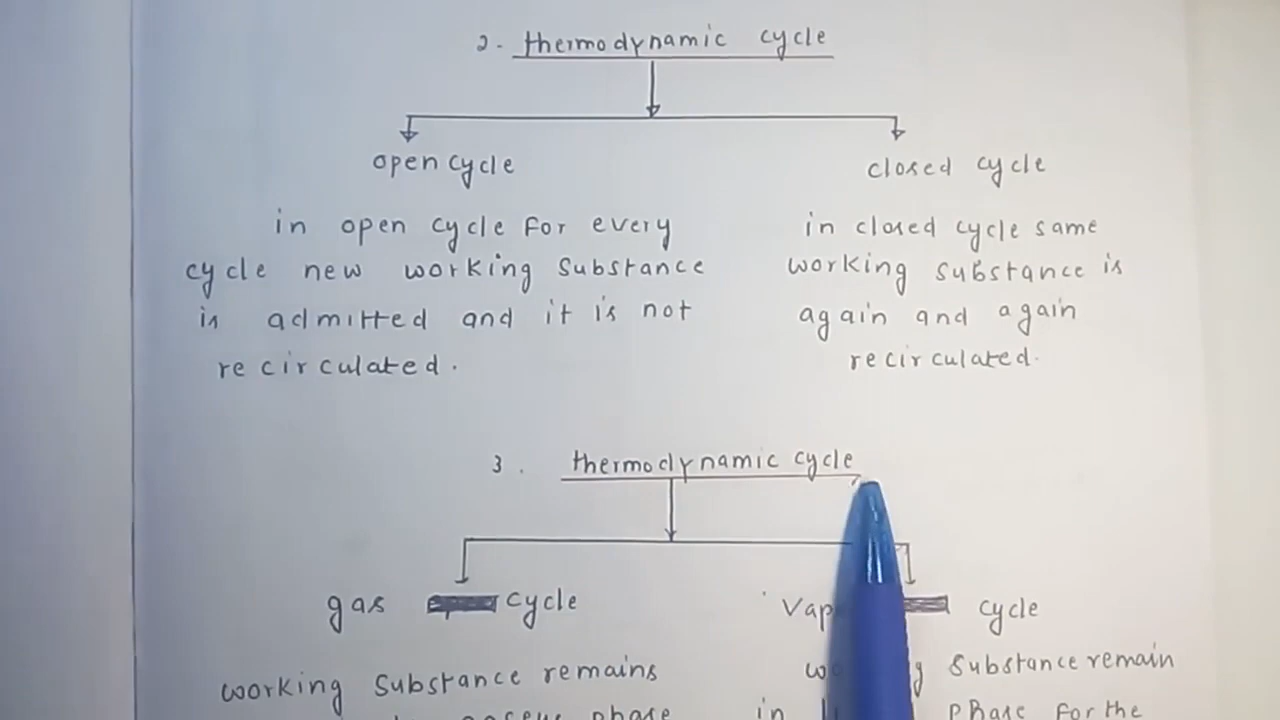 2. thermodynamic cycle
open cycle
closed cycle
in open cycle for every
cycle new working substance
is admitted and it is not
recirculated.
in closed cycle same
working substance is
again and again
recirculated.
3. thermodynamic cycle
gas cycle
cycle
working substance remains
phase
substance remain
in phase for the